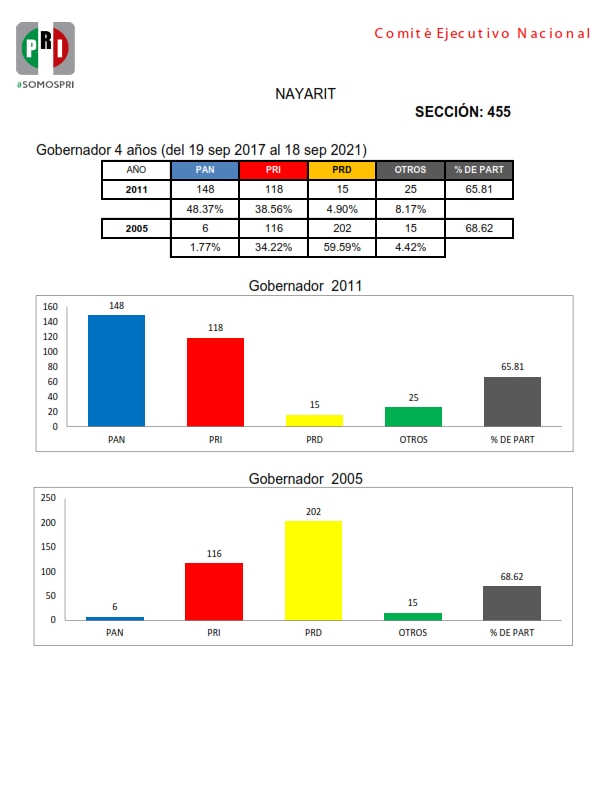 PRI
#SOMOSPRI
Comité Ejecutivo Nacional
NAYARIT
SECCIÓN: 455
Gobernador 4 años (del 19 sep 2017 al 18 sep 2021)
AÑO PAN PRI PRD OTROS % DE PART
2011 148 118 15 25 65.81
48.37% 38.56% 4.90% 8.17%
2005 6 116 202 15 68.62
1.77% 34.22% 59.59% 4.42%
Gobernador 2011
160
140
120
100
80
60
40
20
0
148
118
15
25
65.81
PAN PRI PRD OTROS % DE PART
Gobernador 2005
250
200
150
100
50
0
6
116
202
15
68.62
PAN PRI PRD OTROS % DE PART